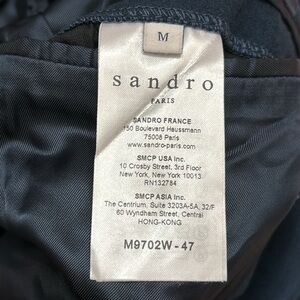 M
sandro
PARIS
SANDRO FRANCE
150 Boulevard Haussmann
75008 Paris
www.sandro-paris.com
SMCP USA Inc.
10 Crosby Street, 3rd Floor
New York, New York 10013
RN132784
SMCP ASIA Inc.
The Centrium, Suite 3203A-5A, 32/F
60 Wyndham Street, Central
HONG-KONG
M9702W-47